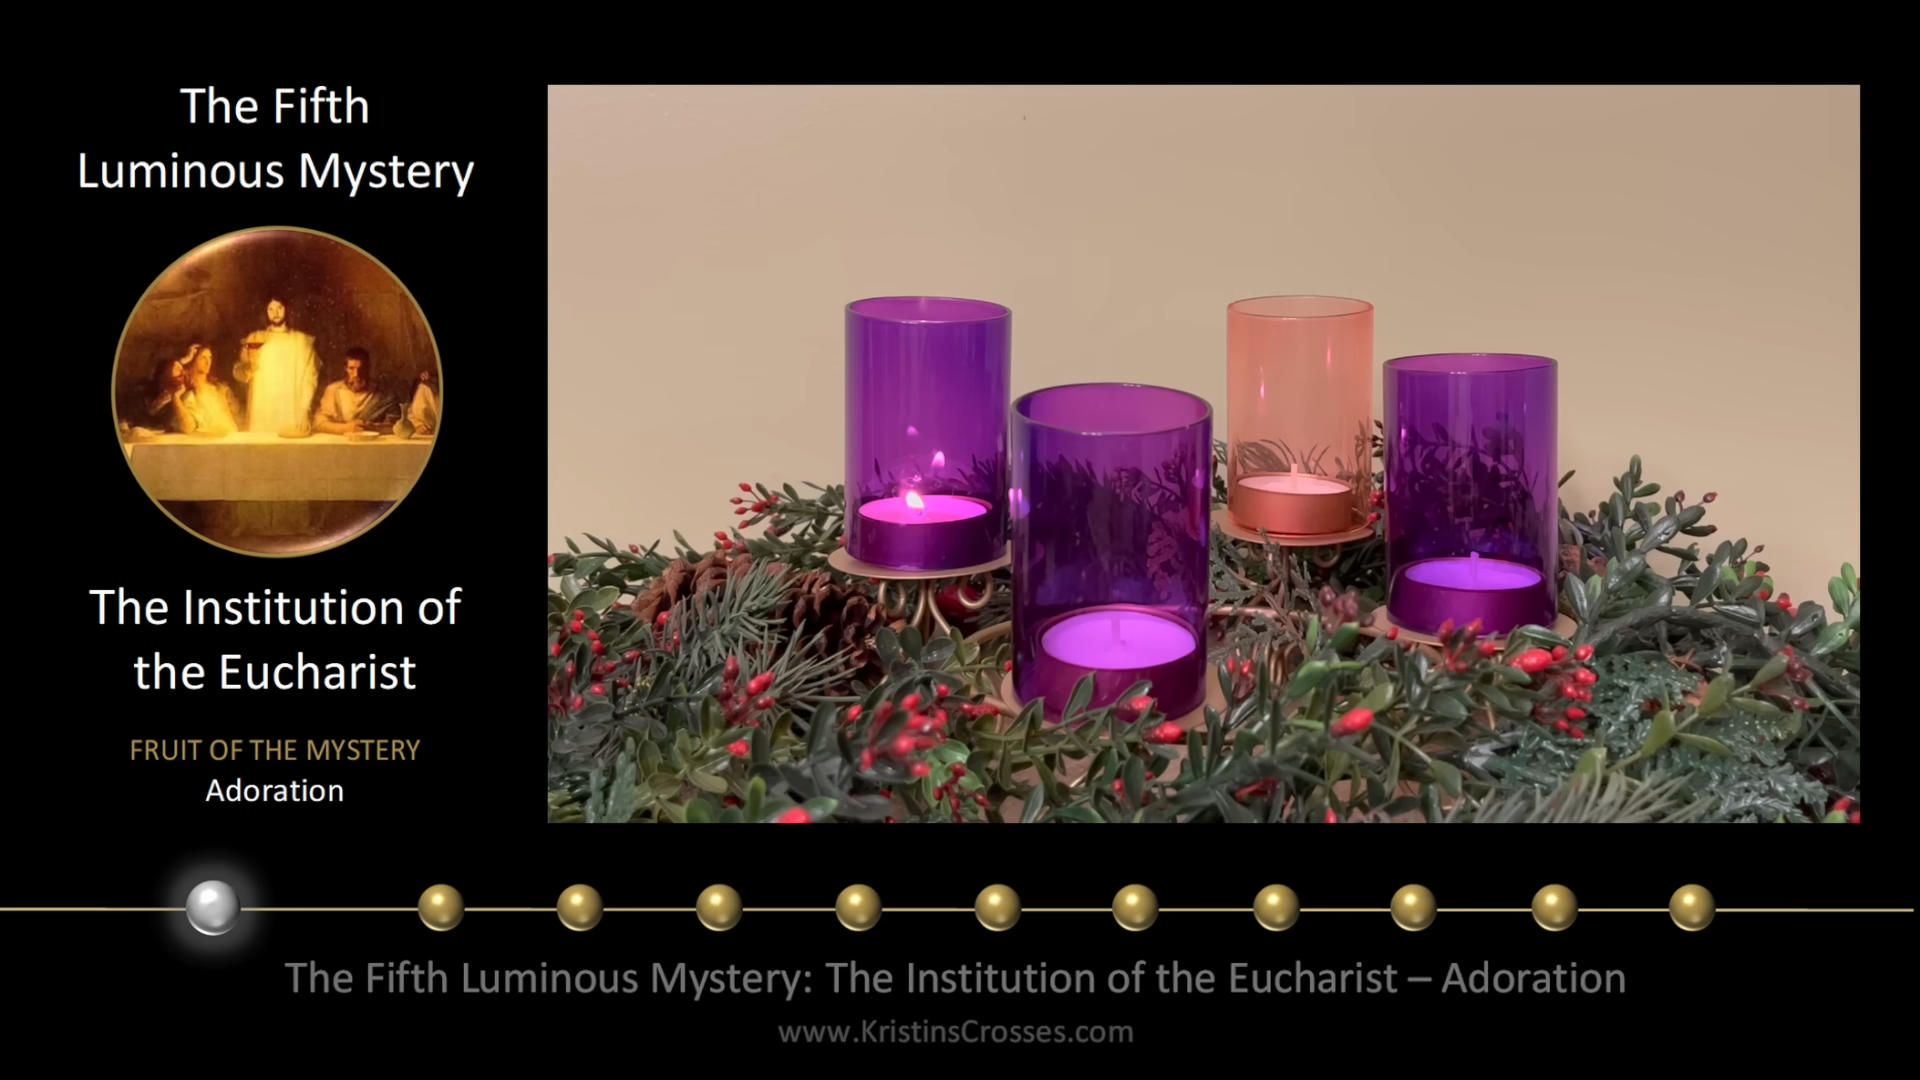 The Fifth
Luminous Mystery
The Institution of
the Eucharist
FRUIT OF THE MYSTERY
Adoration
The Fifth Luminous Mystery: The Institution of the Eucharist – Adoration
www.KristinsCrosses.com